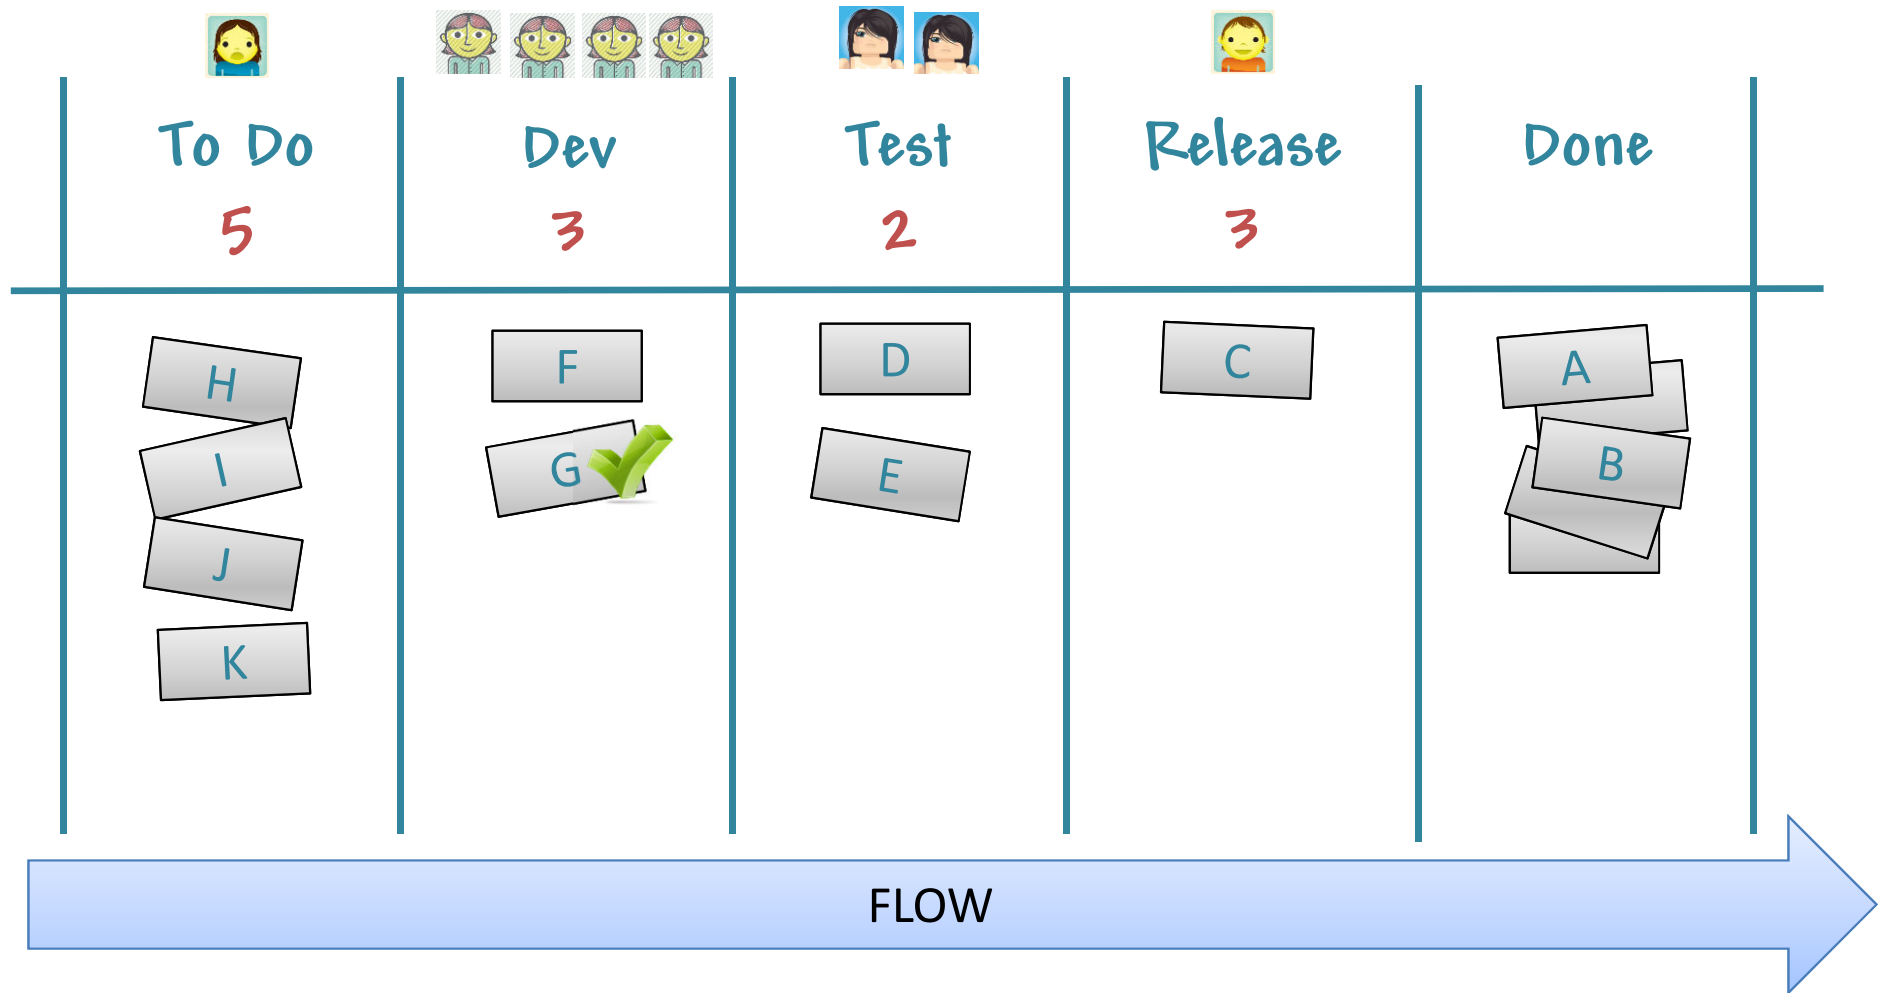 To Do Dev Test Release Done
5 3 2 3
H F D C A
I G E B
J
K
FLOW